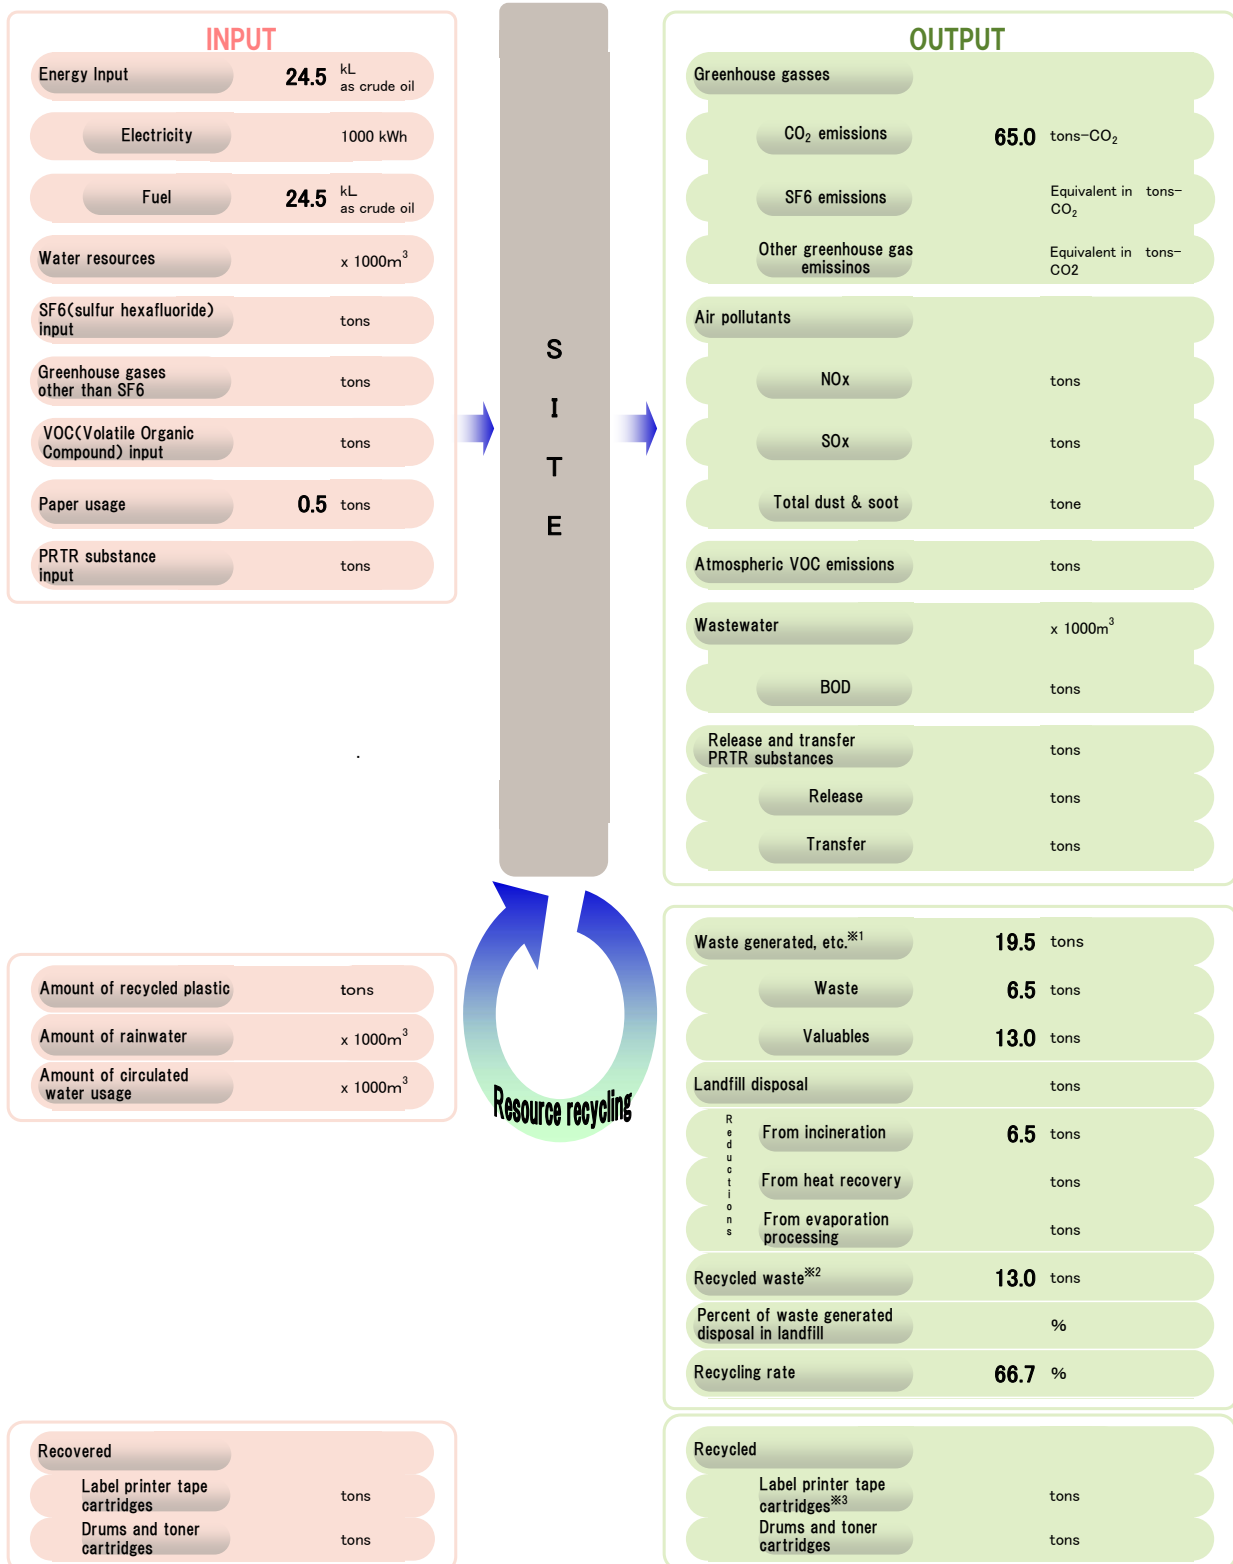 INPUT
Energy Input 24.5 kL
as crude oil
Electricity 1000 kWh
Fuel 24.5 kL
as crude oil
Water resources x 1000m³
SF6(sulfur hexafluoride)
input tons
Greenhouse gases
other than SF6 tons
VOC(Volatile Organic
Compound) input tons
Paper usage 0.5 tons
PRTR substance
input tons
S
I
T
E
OUTPUT
Greenhouse gasses
CO₂ emissions 65.0 tons-CO₂
SF6 emissions Equivalent in tons-
CO₂
Other greenhouse gas
emissinos Equivalent in tons-
CO2
Air pollutants
NOx tons
SOx tons
Total dust & soot tone
Atmospheric VOC emissions tons
Wastewater x 1000m³
BOD tons
Release and transfer
PRTR substances tons
Release tons
Transfer tons
Amount of recycled plastic tons
Amount of rainwater x 1000m³
Amount of circulated
water usage x 1000m³
Resource recycling
Waste generated, etc.※1 19.5 tons
Waste 6.5 tons
Valuables 13.0 tons
Landfill disposal tons
Reductions
From incineration 6.5 tons
From heat recovery tons
From evaporation
processing tons
Recycled waste※2 13.0 tons
Percent of waste generated
disposal in landfill %
Recycling rate 66.7 %
Recovered
Label printer tape
cartridges tons
Drums and toner
cartridges tons
Recycled
Label printer tape
cartridges※3 tons
Drums and toner
cartridges tons